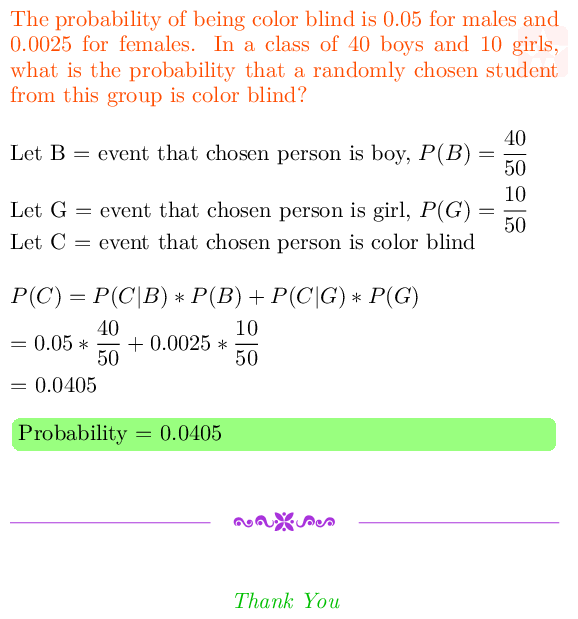 The probability of being color blind is 0.05 for males and
0.0025 for females. In a class of 40 boys and 10 girls,
what is the probability that a randomly chosen student
from this group is color blind?
Let B = event that chosen person is boy, P(B) = 40/50
Let G = event that chosen person is girl, P(G) = 10/50
Let C = event that chosen person is color blind
P(C) = P(C|B) ∗ P(B) + P(C|G) ∗ P(G)
= 0.05 ∗ 40/50 + 0.0025 ∗ 10/50
= 0.0405
Probability = 0.0405
Thank You